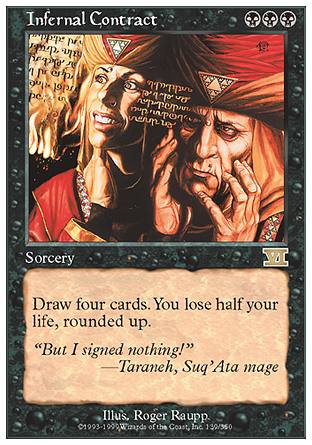 Infernal Contract
Sorcery
VI
Draw four cards. You lose half your
life, rounded up.
“But I signed nothing!”
—Taraneh, Suq’Ata mage
Illus. Roger Raupp
©1993-1999 Wizards of the Coast, Inc. 139/350